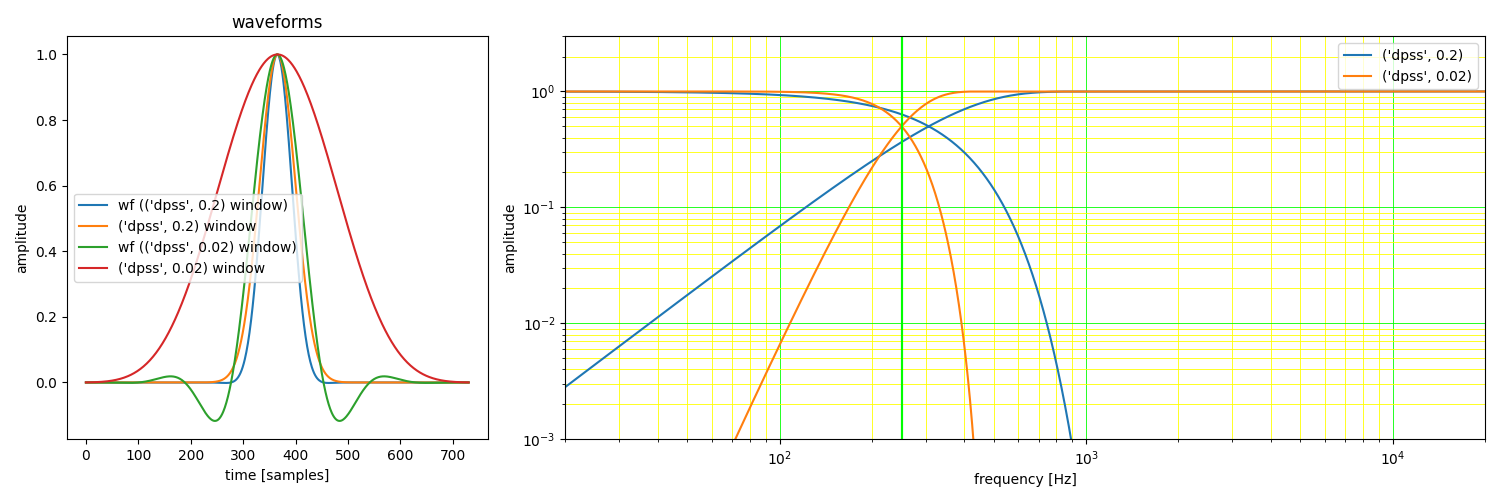 waveforms
amplitude
1.0
0.8
0.6
0.4
0.2
0.0
wf (('dpss', 0.2) window)
('dpss', 0.2) window
wf (('dpss', 0.02) window)
('dpss', 0.02) window
0 100 200 300 400 500 600 700
time [samples]
amplitude
10⁰
10⁻¹
10⁻²
10⁻³
('dpss', 0.2)
('dpss', 0.02)
10² 10³ 10⁴
frequency [Hz]